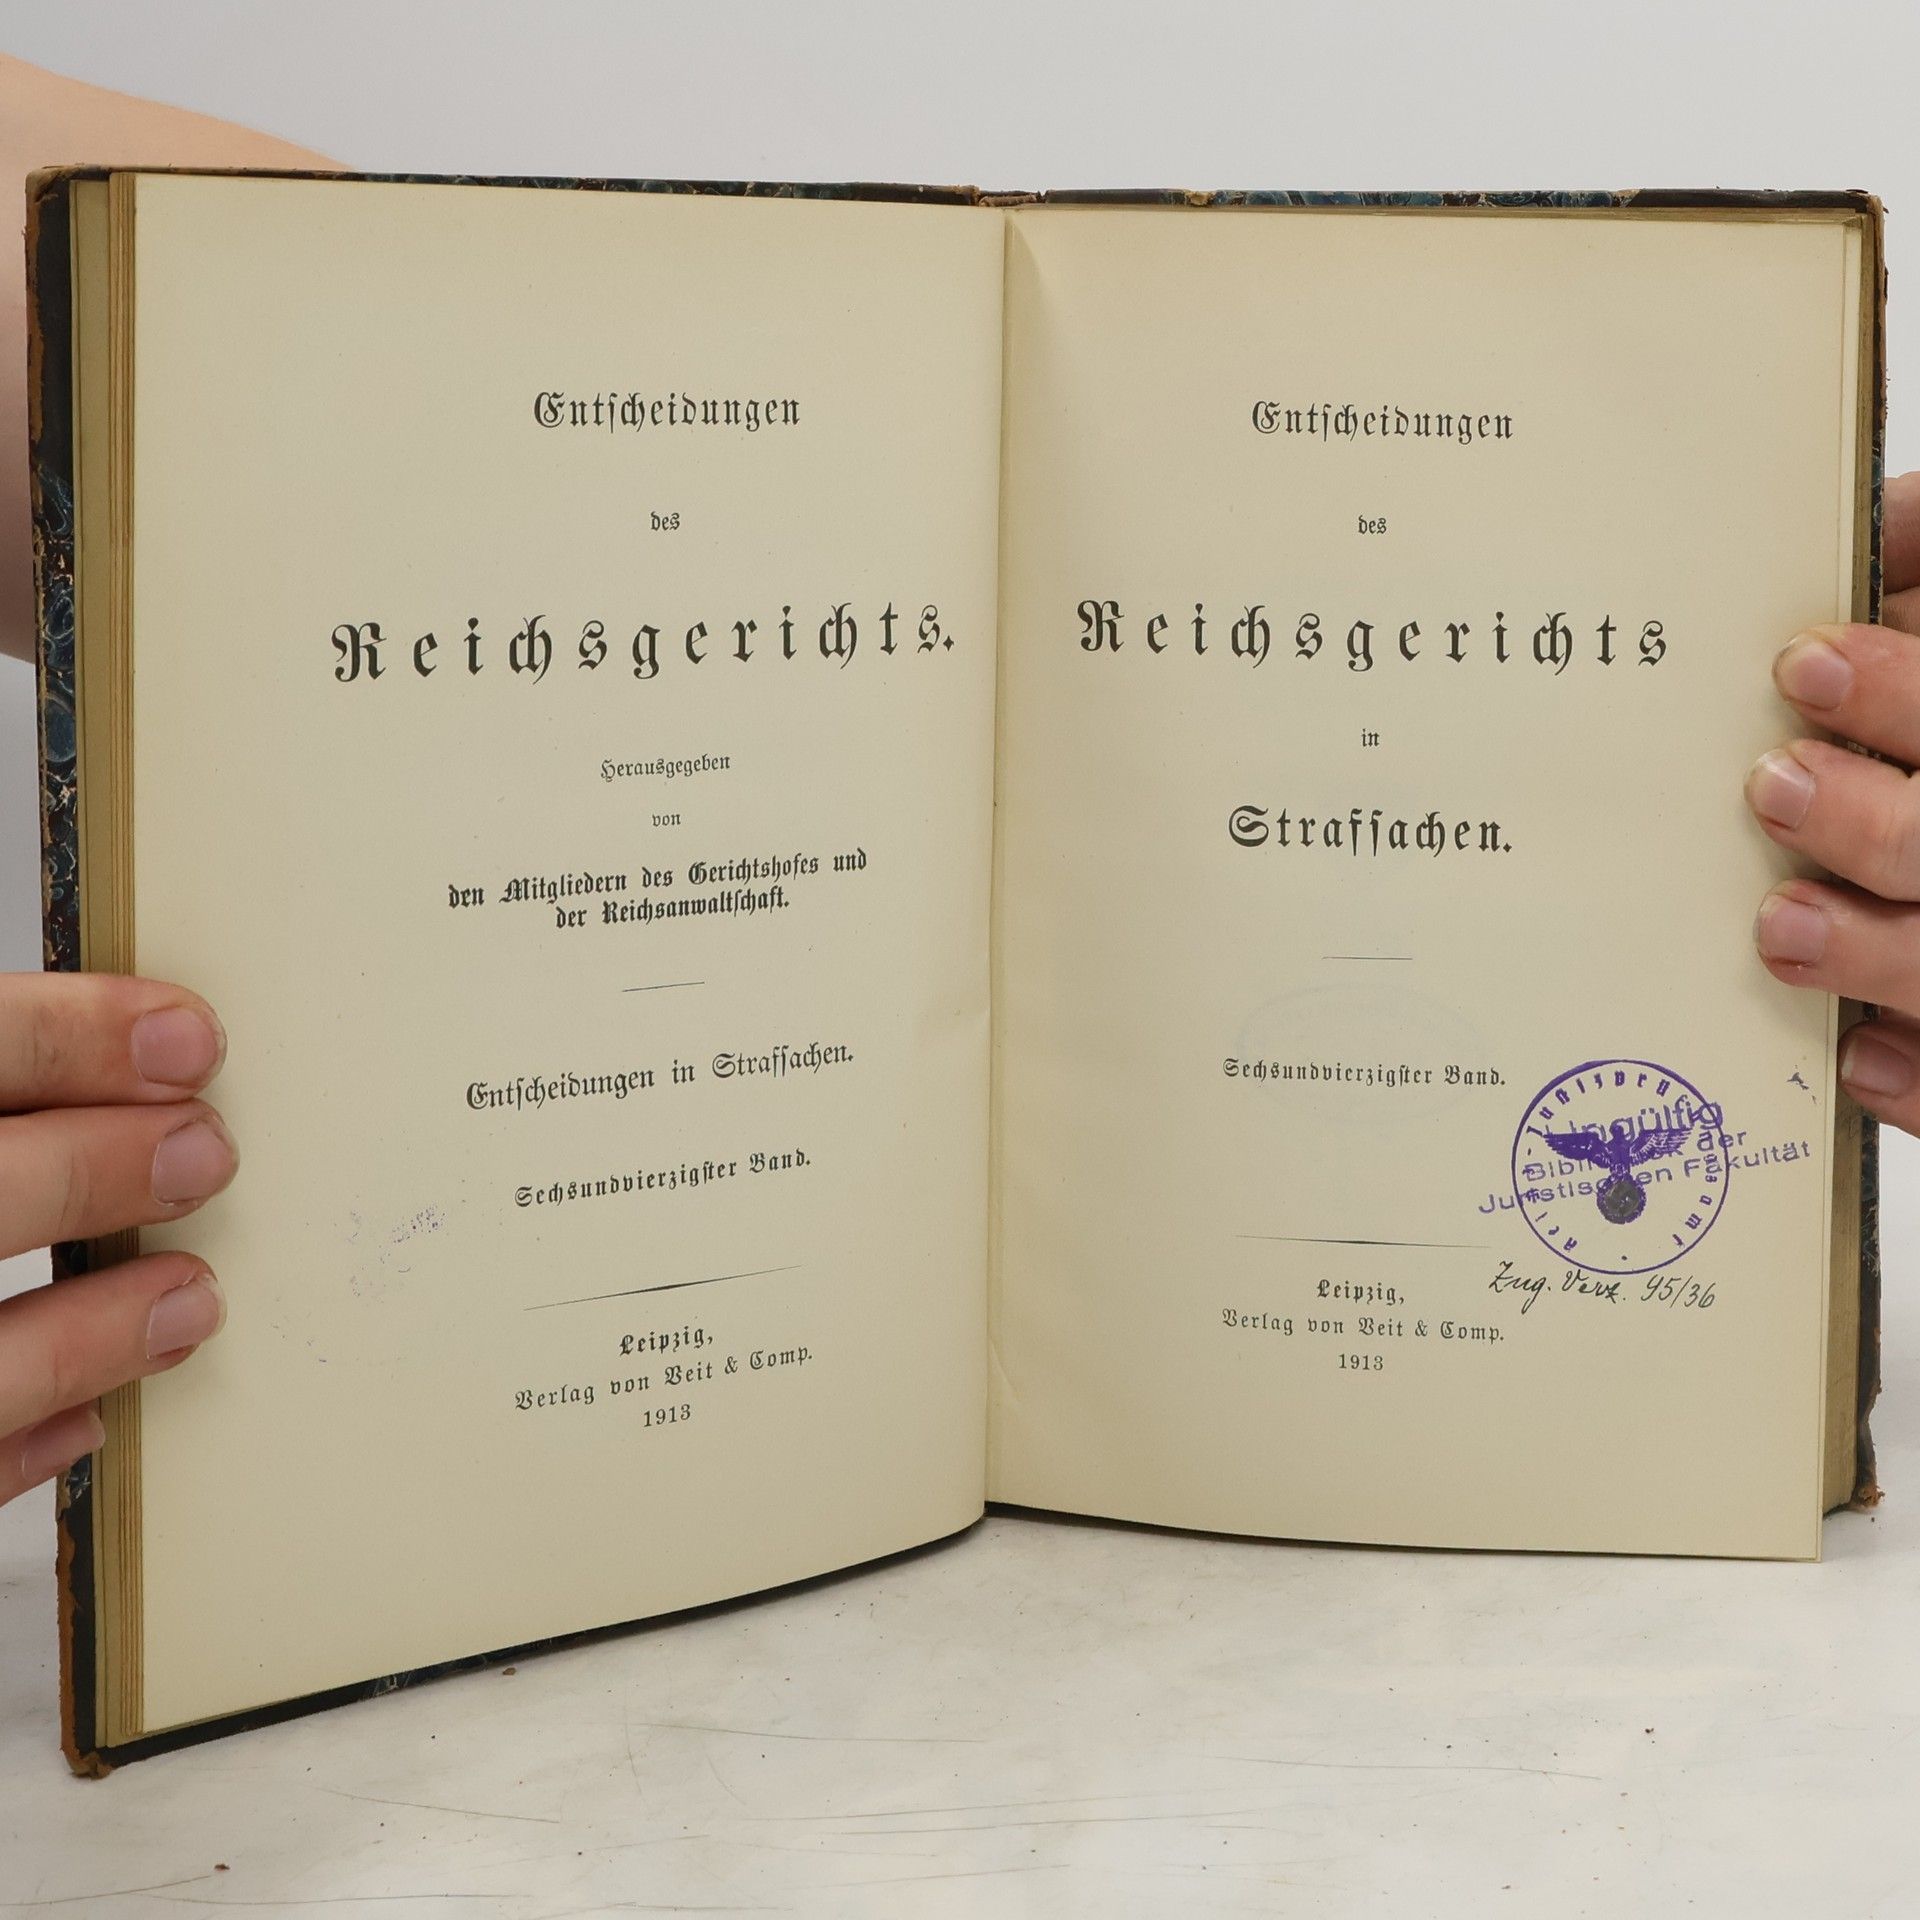 Entscheidungen
des
Reichsgerichts.
Herausgegeben
von
den Mitgliedern des Gerichtshofes und
der Reichsanwaltschaft.
Entscheidungen in Strafsachen.
Sechsundvierzigster Band.
Leipzig,
Verlag von Veit & Comp.
1913
Entscheidungen
des
Reichsgerichts
in
Strafsachen.
Sechsundvierzigster Band.
Ungültig
Bibliothek der
Juristischen Fakultät
Zug. Verz. 95/36
Leipzig,
Verlag von Veit & Comp.
1913